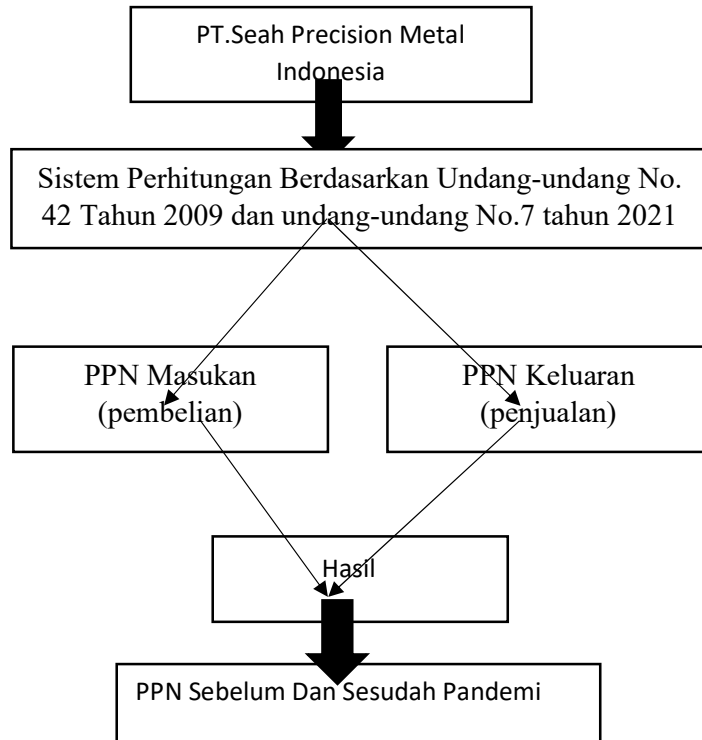 PT.Seah Precision Metal
Indonesia
Sistem Perhitungan Berdasarkan Undang-undang No.
42 Tahun 2009 dan undang-undang No.7 tahun 2021
PPN Masukan
(pembelian)
PPN Keluaran
(penjualan)
Hasil
PPN Sebelum Dan Sesudah Pandemi